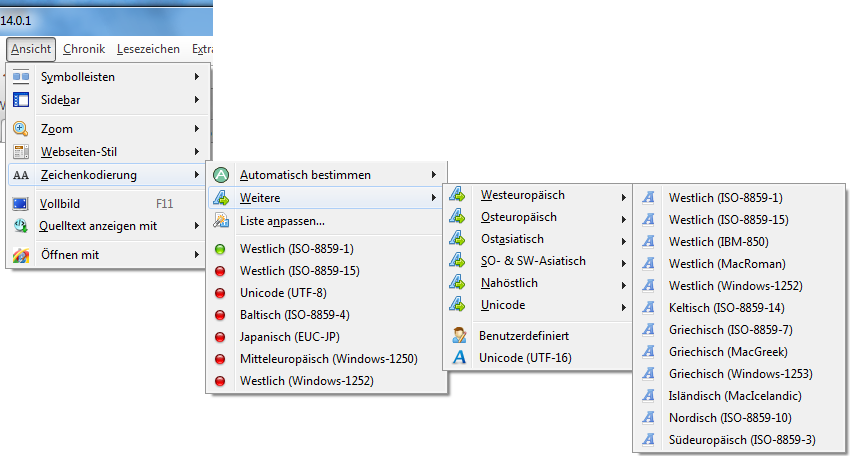 14.0.1
Ansicht Chronik Lesezeichen Extra
Symbolleisten
Sidebar
Zoom
Webseiten-Stil
Zeichenkodierung
Vollbild F11
Quelltext anzeigen mit
Öffnen mit
Automatisch bestimmen
Weitere
Liste anpassen...
Westlich (ISO-8859-1)
Westlich (ISO-8859-15)
Unicode (UTF-8)
Baltisch (ISO-8859-4)
Japanisch (EUC-JP)
Mitteleuropäisch (Windows-1250)
Westlich (Windows-1252)
Westeuropäisch
Osteuropäisch
Ostasiatisch
SO- & SW-Asiatisch
Nahöstlich
Unicode
Benutzerdefiniert
Unicode (UTF-16)
Westlich (ISO-8859-1)
Westlich (ISO-8859-15)
Westlich (IBM-850)
Westlich (MacRoman)
Westlich (Windows-1252)
Keltisch (ISO-8859-14)
Griechisch (ISO-8859-7)
Griechisch (MacGreek)
Griechisch (Windows-1253)
Isländisch (MacIcelandic)
Nordisch (ISO-8859-10)
Südeuropäisch (ISO-8859-3)